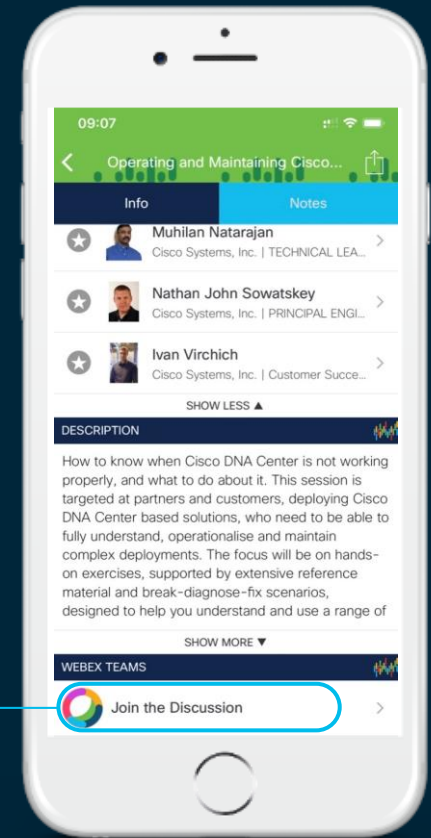 09:07
Operating and Maintaining Cisco...
Info
Notes
Muhilan Natarajan
Cisco Systems, Inc. | TECHNICAL LEA...
Nathan John Sowatskey
Cisco Systems, Inc. | PRINCIPAL ENGI...
Ivan Virchich
Cisco Systems, Inc. | Customer Succe...
SHOW LESS ▲
DESCRIPTION
How to know when Cisco DNA Center is not working
properly, and what to do about it. This session is
targeted at partners and customers, deploying Cisco
DNA Center based solutions, who need to be able to
fully understand, operationalise and maintain
complex deployments. The focus will be on hands-
on exercises, supported by extensive reference
material and break-diagnose-fix scenarios,
designed to help you understand and use a range of
SHOW MORE ▼
WEBEX TEAMS
Join the Discussion